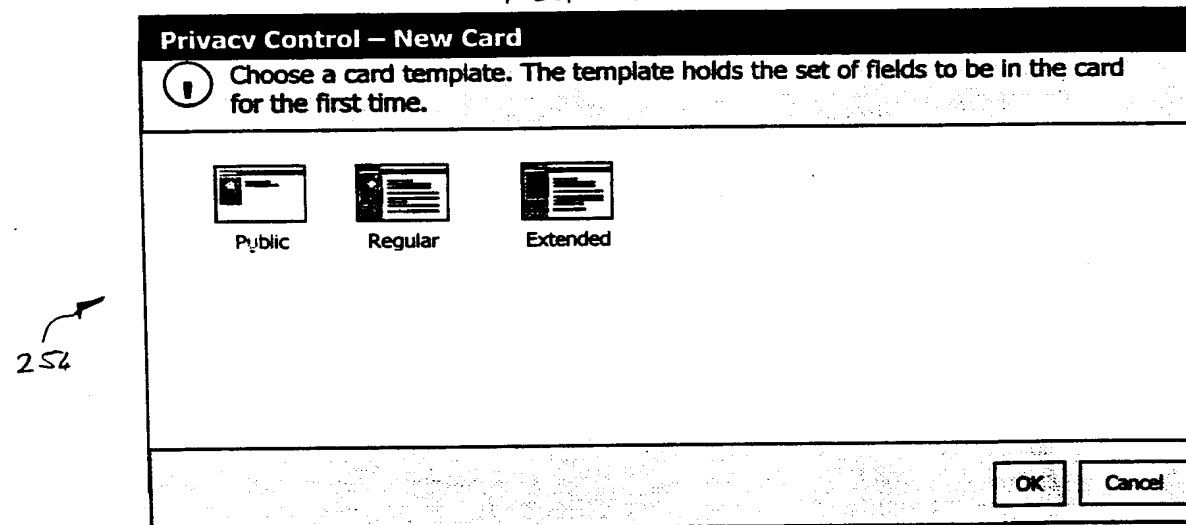 Privacy Control – New Card
Choose a card template. The template holds the set of fields to be in the card
for the first time.
Public Regular Extended
254
OK Cancel